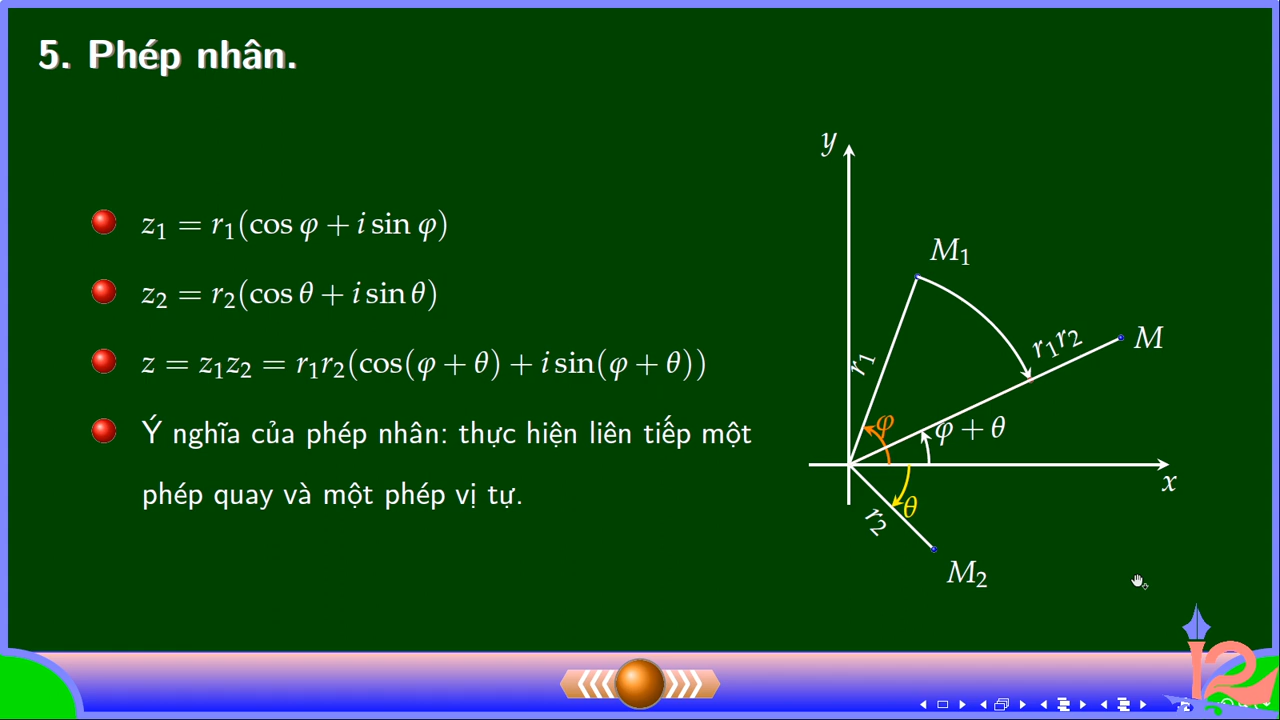 5. Phép nhân.
z₁ = r₁(cos φ + i sin φ)
z₂ = r₂(cos θ + i sin θ)
z = z₁z₂ = r₁r₂(cos(φ + θ) + i sin(φ + θ))
Ý nghĩa của phép nhân: thực hiện liên tiếp một
phép quay và một phép vị tự.
y
M₁
r₁
r₁r₂
M
φ
φ + θ
x
θ
r₂
M₂
12